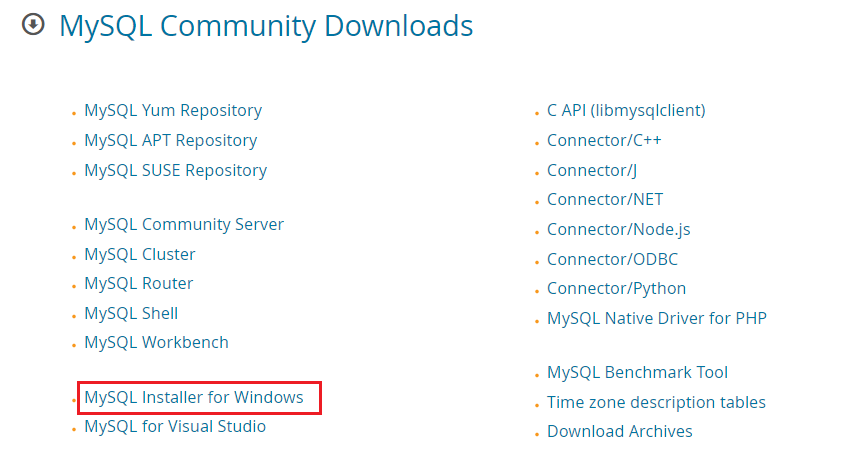 MySQL Community Downloads
MySQL Yum Repository
MySQL APT Repository
MySQL SUSE Repository
MySQL Community Server
MySQL Cluster
MySQL Router
MySQL Shell
MySQL Workbench
MySQL Installer for Windows
MySQL for Visual Studio
C API (libmysqlclient)
Connector/C++
Connector/J
Connector/NET
Connector/Node.js
Connector/ODBC
Connector/Python
MySQL Native Driver for PHP
MySQL Benchmark Tool
Time zone description tables
Download Archives